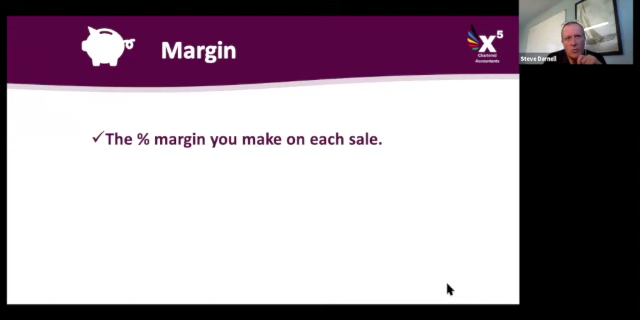 Margin
X5
Chartered
Accountants
Steve Darnell
✓The % margin you make on each sale.